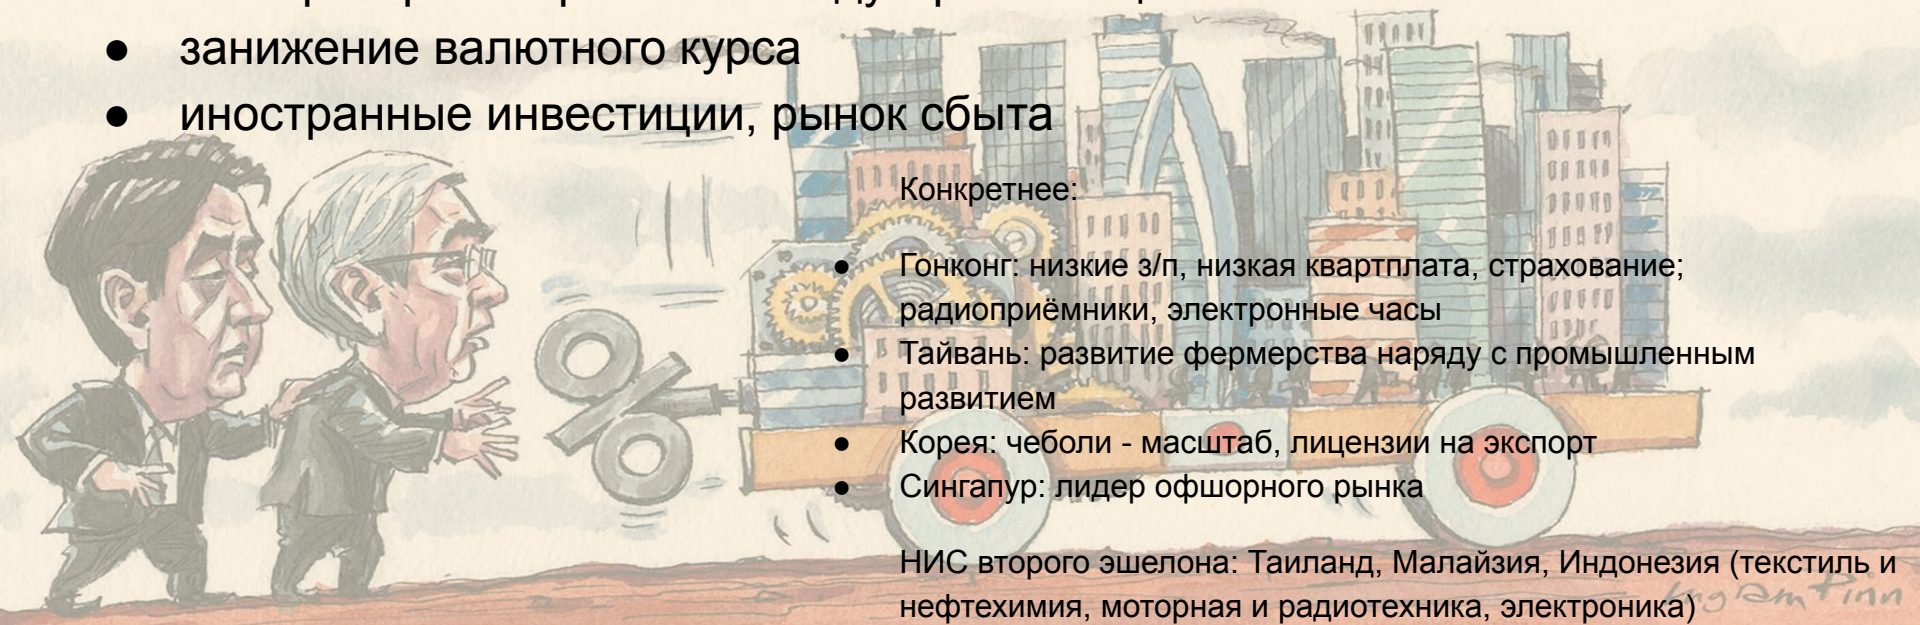 ● занижение валютного курса
● иностранные инвестиции, рынок сбыта
Конкретнее:
● Гонконг: низкие з/п, низкая квартплата, страхование;
радиоприёмники, электронные часы
● Тайвань: развитие фермерства наряду с промышленным
развитием
● Корея: чеболи - масштаб, лицензии на экспорт
● Сингапур: лидер офшорного рынка
НИС второго эшелона: Таиланд, Малайзия, Индонезия (текстиль и
нефтехимия, моторная и радиотехника, электроника)
Ingram Pinn